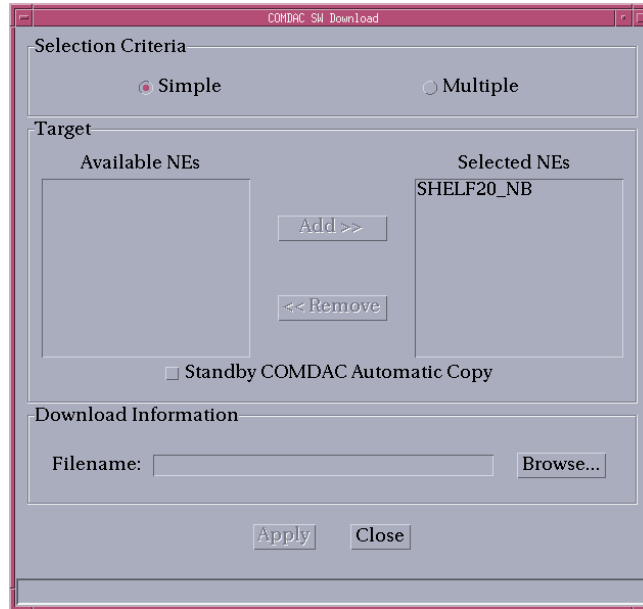 COMDAC SW Download
Selection Criteria
Simple
Multiple
Target
Available NEs
Selected NEs
SHELF20_NB
Add >>
<< Remove
Standby COMDAC Automatic Copy
Download Information
Filename:
Browse...
Apply
Close